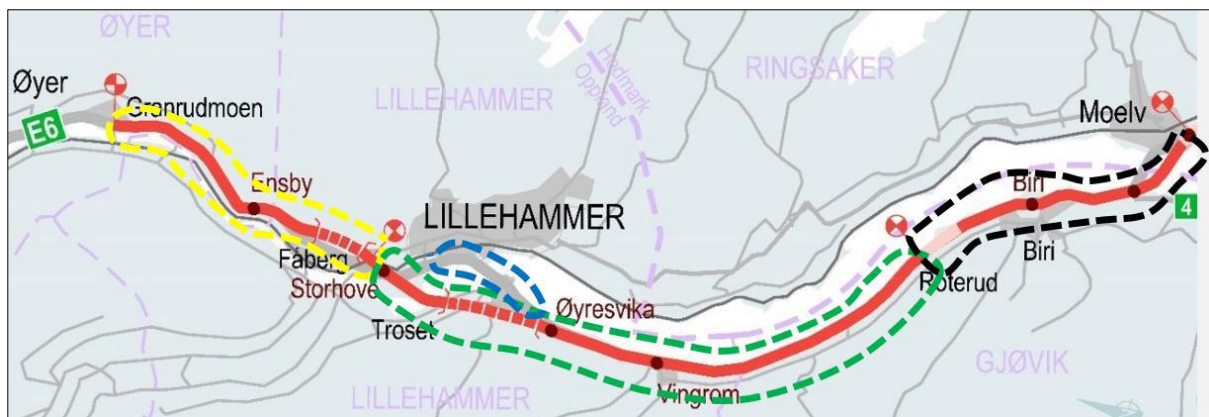 ØYER
Øyer
Granrudmoen
E6
Ensby
Fåberg
Storhove
LILLEHAMMER
LILLEHAMMER
Troset
Øyresvika
LILLEHAMMER
Vingrom
Hedmark
Oppland
RINGSAKER
Moelv
Biri
Biri
4
Roterud
GJØVIK